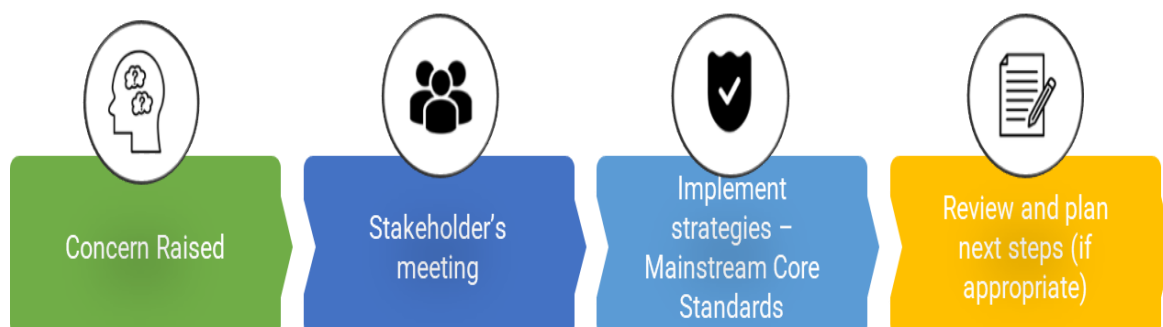 Concern Raised
Stakeholder’s
meeting
Implement
strategies –
Mainstream Core
Standards
Review and plan
next steps (if
appropriate)